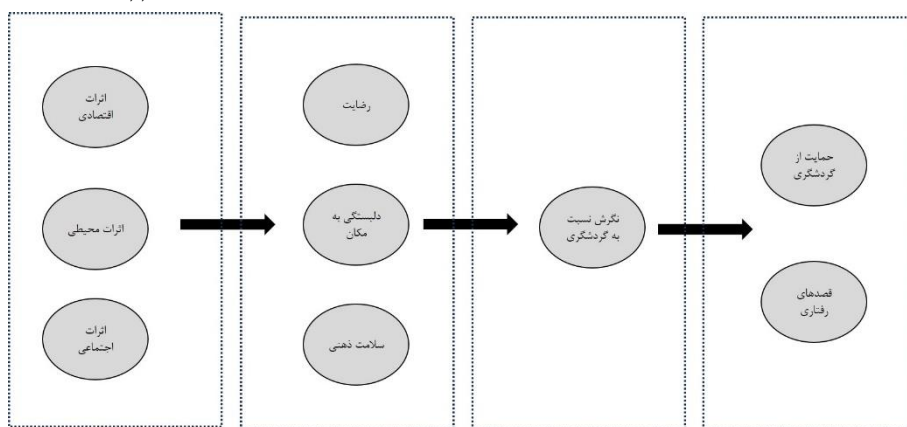 اثرات
اقتصادی
اثرات محیطی
اثرات
اجتماعی
رضایت
دلبستگی به
مکان
سلامت ذهنی
نگرش نسبت
به گردشگری
حمایت از
گردشگری
قصدهای
رفتاری